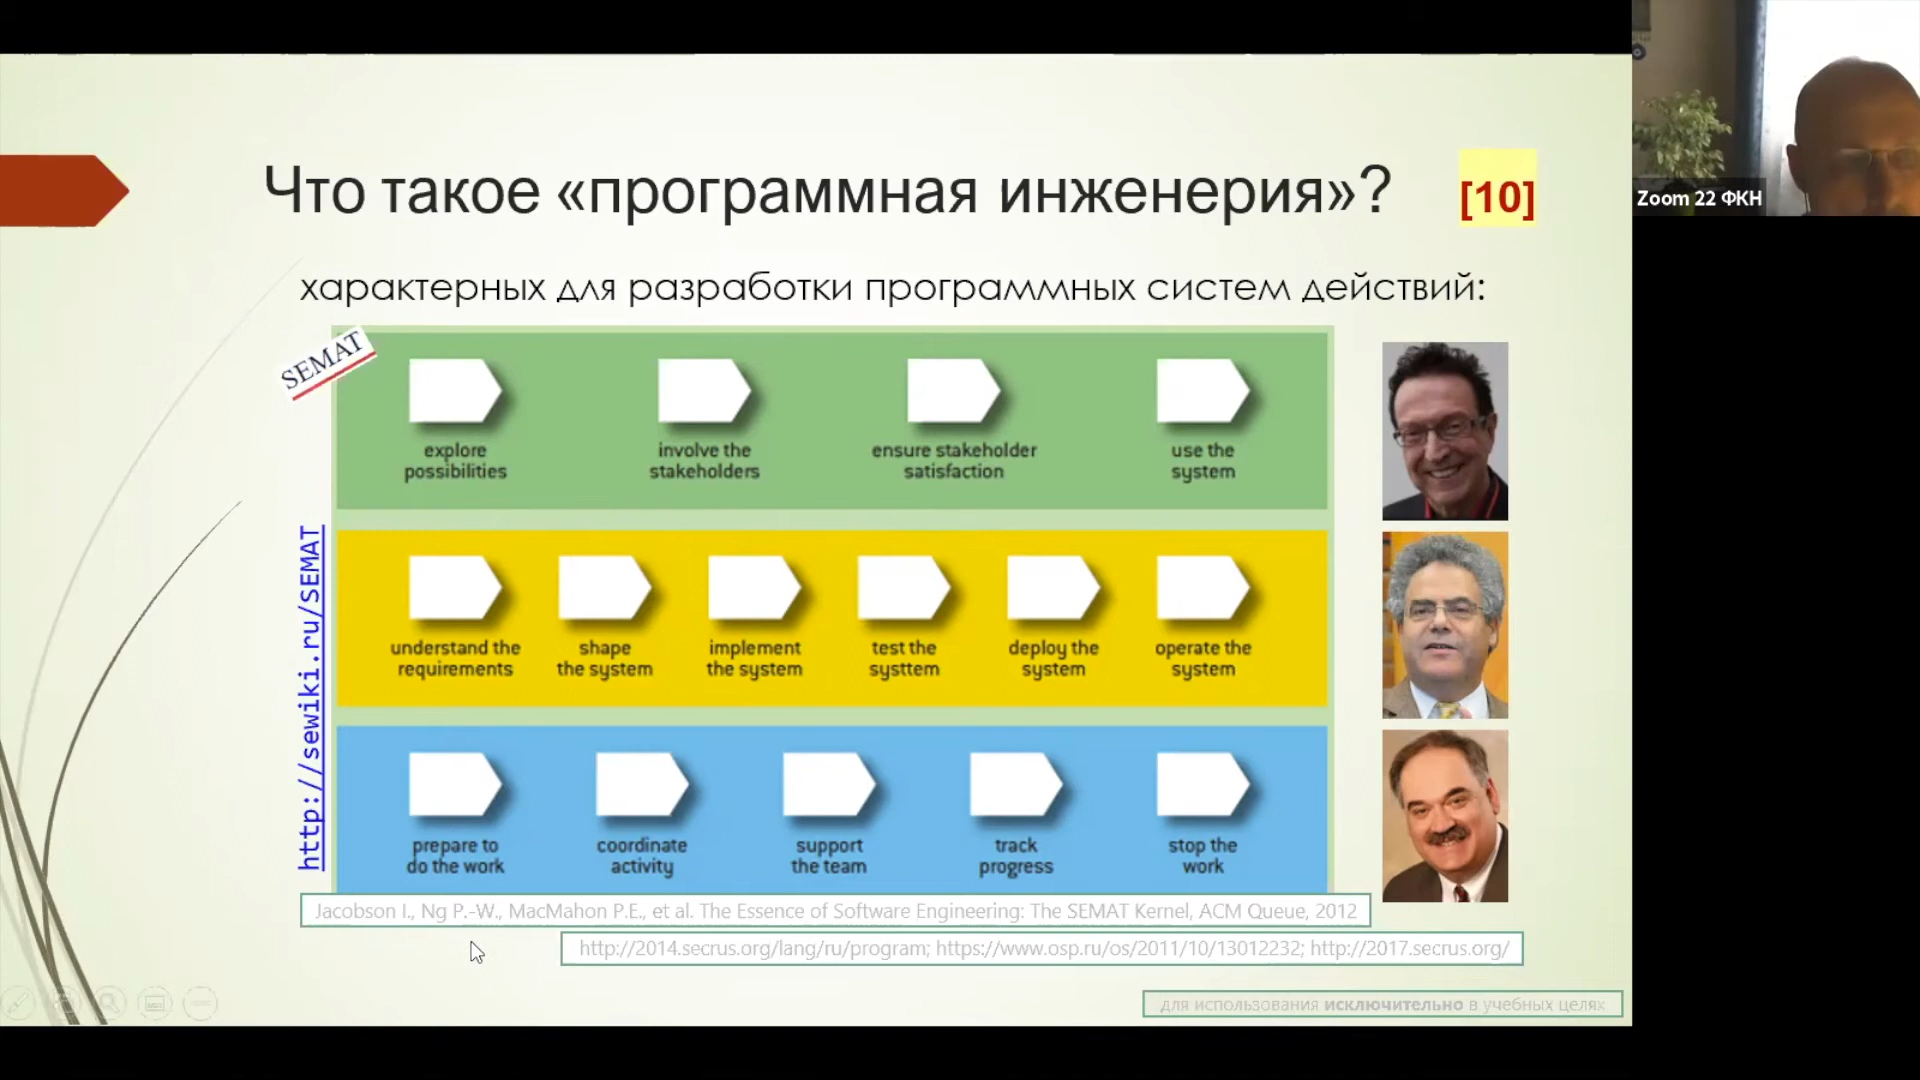 Что такое «программная инженерия»?
[10]
Zoom 22 ФКН
характерных для разработки программных систем действий:
SEMAT
explore
possibilities
involve the
stakeholders
ensure stakeholder
satisfaction
use the
system
http://sewiki.ru/SEMAT
understand the
requirements
shape
the system
implement
the system
test the
systtem
deploy the
system
operate the
system
prepare to
do the work
coordinate
activity
support
the team
track
progress
stop the
work
Jacobson I., Ng P.-W., MacMahon P.E., et al. The Essence of Software Engineering: The SEMAT Kernel, ACM Queue, 2012
http://2014.secrus.org/lang/ru/program; https://www.osp.ru/os/2011/10/13012232; http://2017.secrus.org/
для использования исключительно в учебных целях